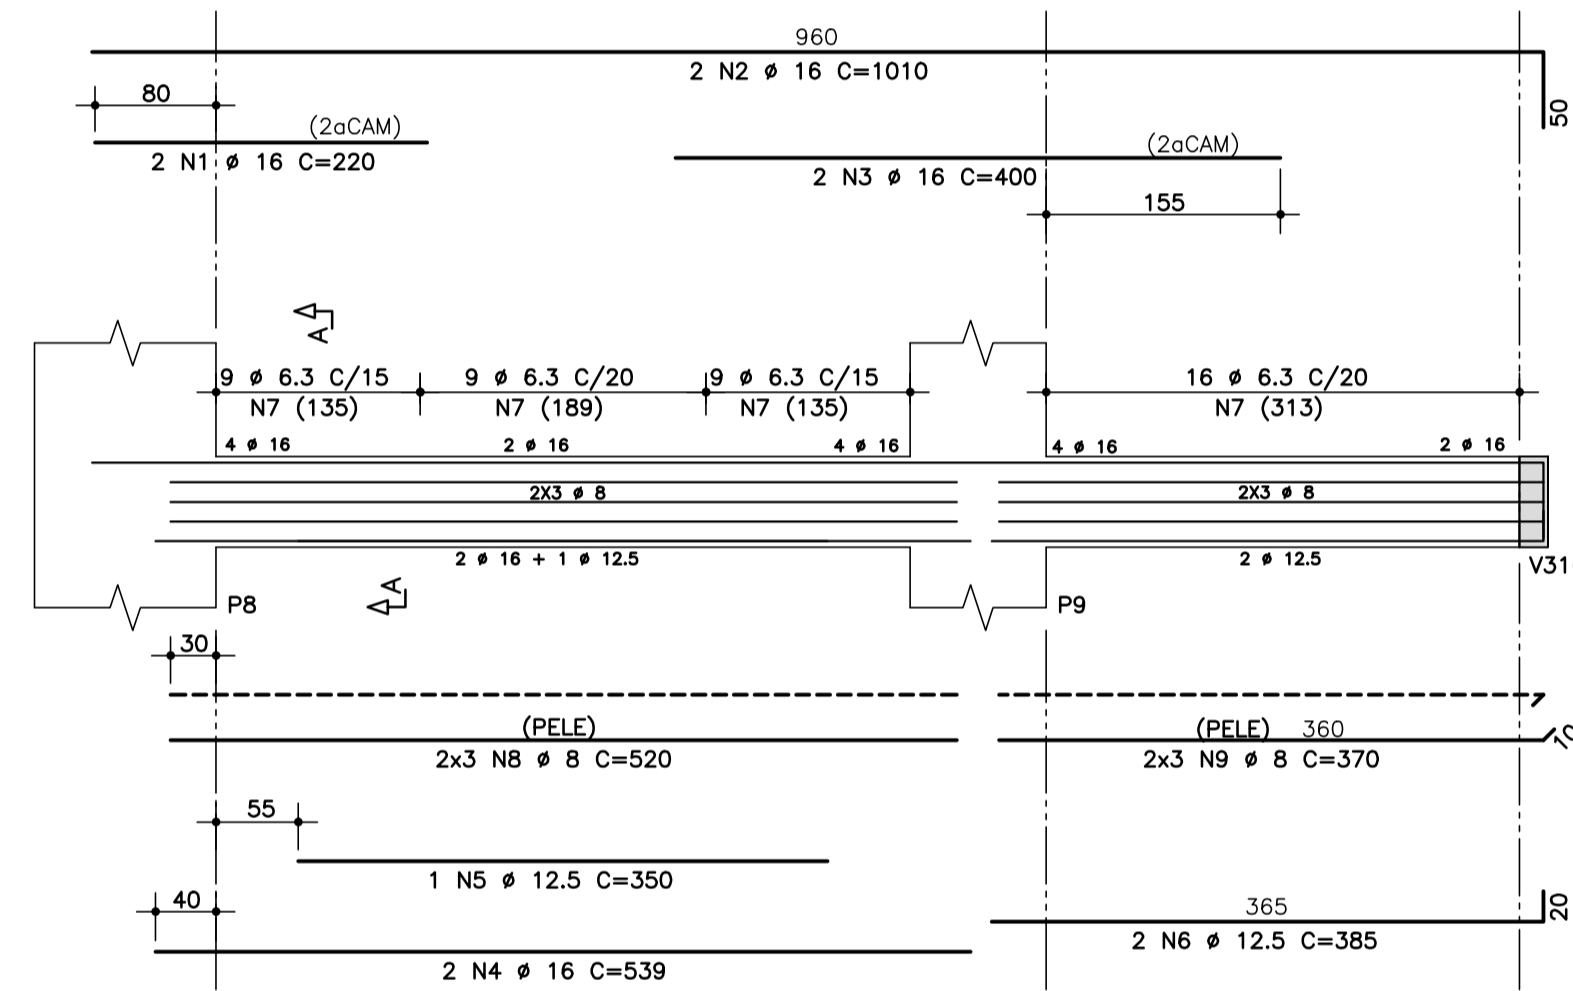 960
2 N2 ø 16 C=1010
50
80
(2aCAM)
2 N1 ø 16 C=220
(2aCAM)
2 N3 ø 16 C=400
155
A
9 ø 6.3 C/15
9 ø 6.3 C/20
9 ø 6.3 C/15
16 ø 6.3 C/20
N7 (135)
N7 (189)
N7 (135)
N7 (313)
4 ø 16
2 ø 16
4 ø 16
4 ø 16
2 ø 16
2X3 ø 8
2X3 ø 8
2 ø 16 + 1 ø 12.5
2 ø 12.5
V31
A
P8
P9
30
(PELE)
2x3 N8 ø 8 C=520
(PELE) 360
10
2x3 N9 ø 8 C=370
55
1 N5 ø 12.5 C=350
40
2 N4 ø 16 C=539
365
20
2 N6 ø 12.5 C=385